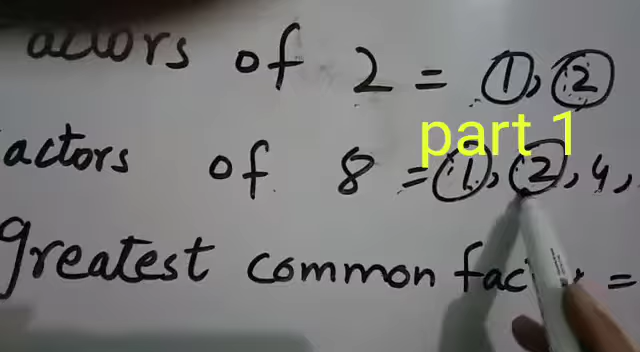 actors of 2 = 1, 2
part 1
actors of 8 = 1, 2, 4,
greatest common fac =